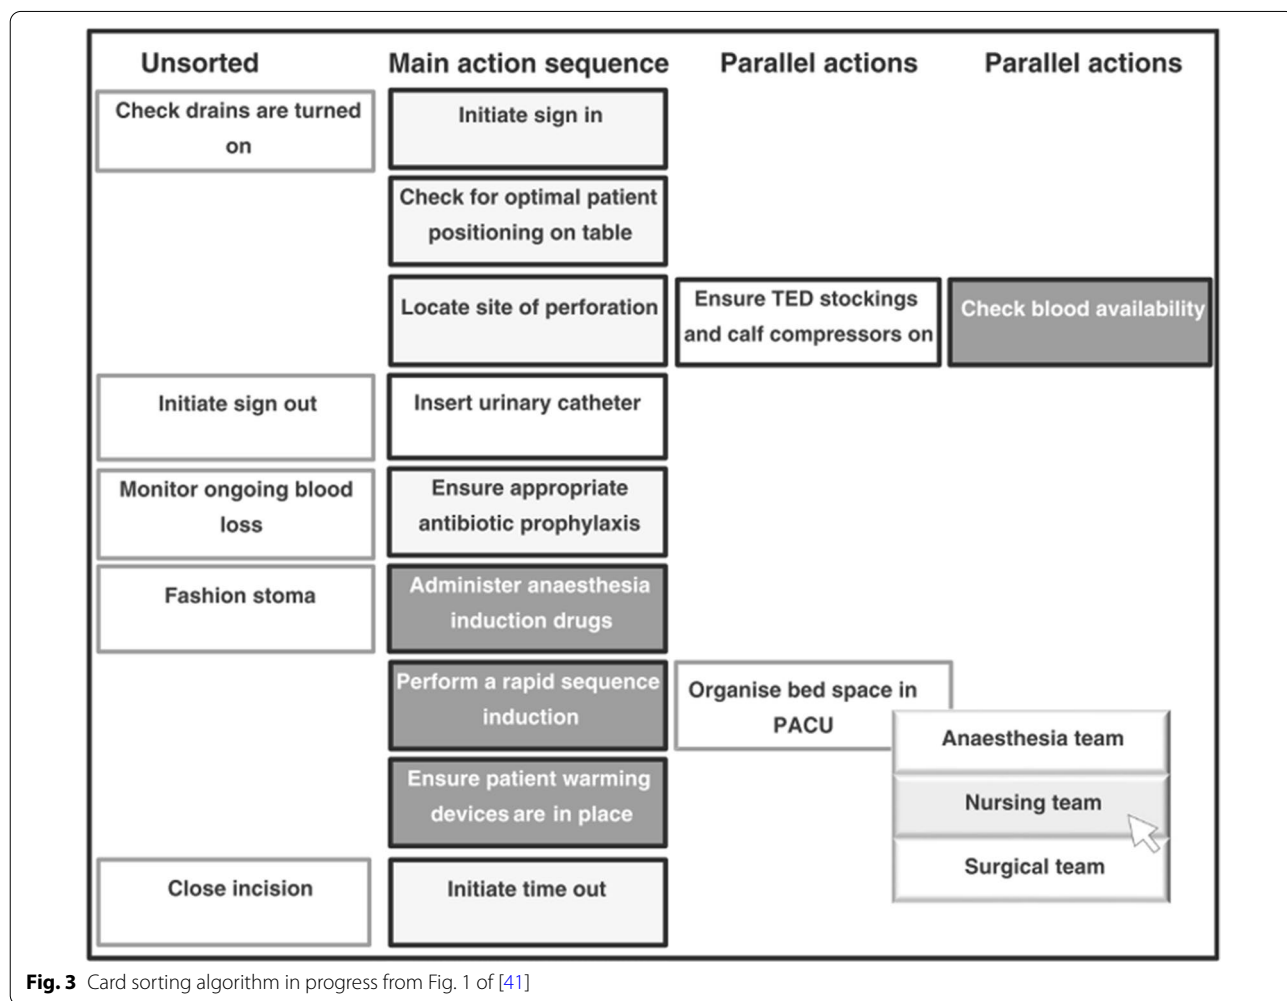 Unsorted Main action sequence Parallel actions Parallel actions
Check drains are turned
on
Initiate sign in
Check for optimal patient
positioning on table
Locate site of perforation
Ensure TED stockings
and calf compressors on
Check blood availability
Initiate sign out
Insert urinary catheter
Monitor ongoing blood
loss
Ensure appropriate
antibiotic prophylaxis
Fashion stoma
Administer anaesthesia
induction drugs
Perform a rapid sequence
induction
Organise bed space in
PACU
Anaesthesia team
Nursing team
Surgical team
Ensure patient warming
devices are in place
Close incision
Initiate time out
Fig. 3 Card sorting algorithm in progress from Fig. 1 of [41]